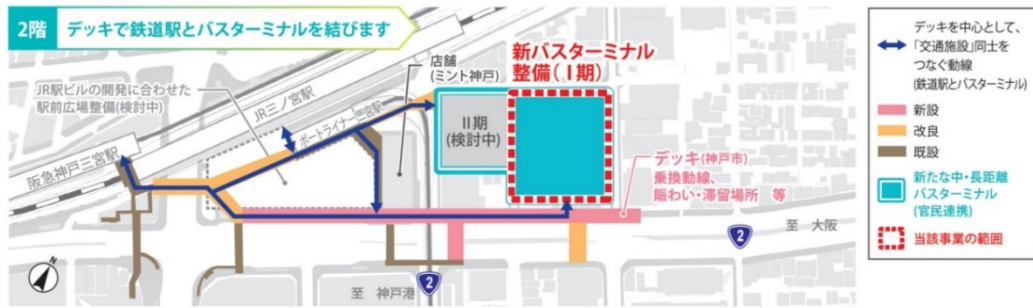 2階 デッキで鉄道駅とバスターミナルを結びます
JR駅ビルの開発に合わせた
駅前広場整備(検討中)
JR三ノ宮駅
ポートライナー三宮駅
阪急神戸三宮駅
店舗
(ミント神戸)
新バスターミナル
整備(Ⅰ期)
Ⅱ期
(検討中)
デッキ(神戸市)
乗換動線、
賑わい・滞留場所 等
2
至 大阪
至 神戸港
2
デッキを中心として、
「交通施設」同士を
つなぐ動線
(鉄道駅とバスターミナル)
新設
改良
既設
新たな中・長距離
バスターミナル
(官民連携)
当該事業の範囲